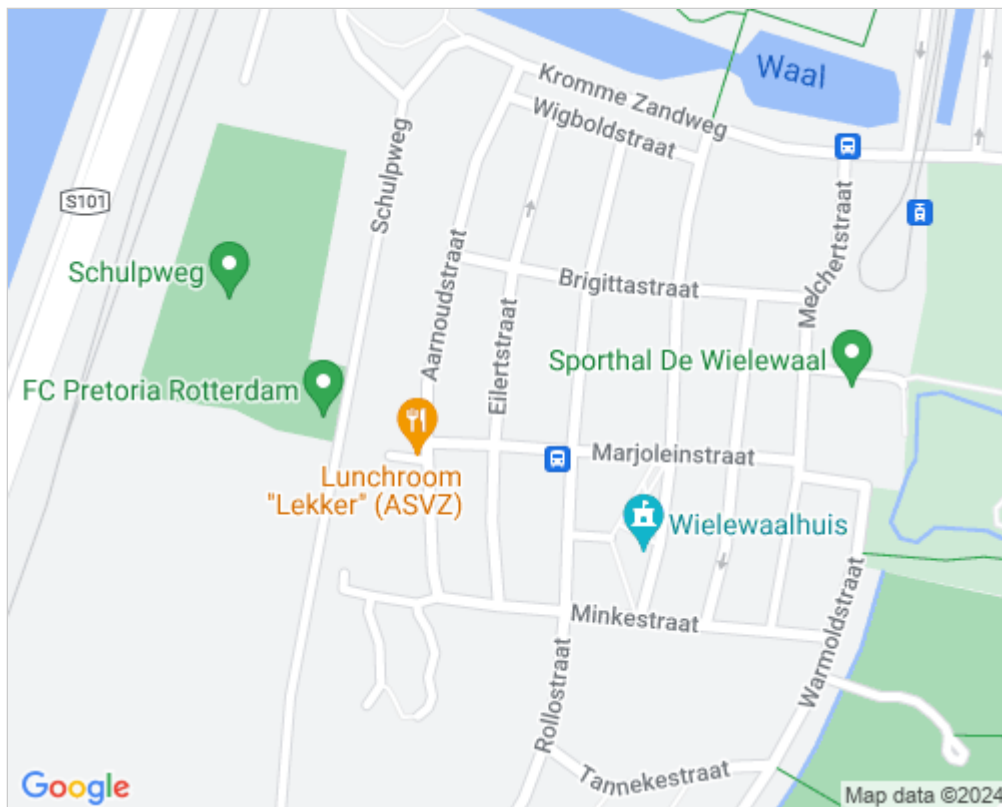 Waal
Kromme Zandweg
Wigboldstraat
Schulpweg
S101
Melchertstraat
Schulpweg
Brigittastraat
Aarnoudstraat
Eilertstraat
Sporthal De Wielewaal
FC Pretoria Rotterdam
Marjoleinstraat
Lunchroom
"Lekker" (ASVZ)
Wielewaalhuis
Minkestraat
Warmoldstraat
Rollostraat
Tannekestraat
Google
Map data ©2024